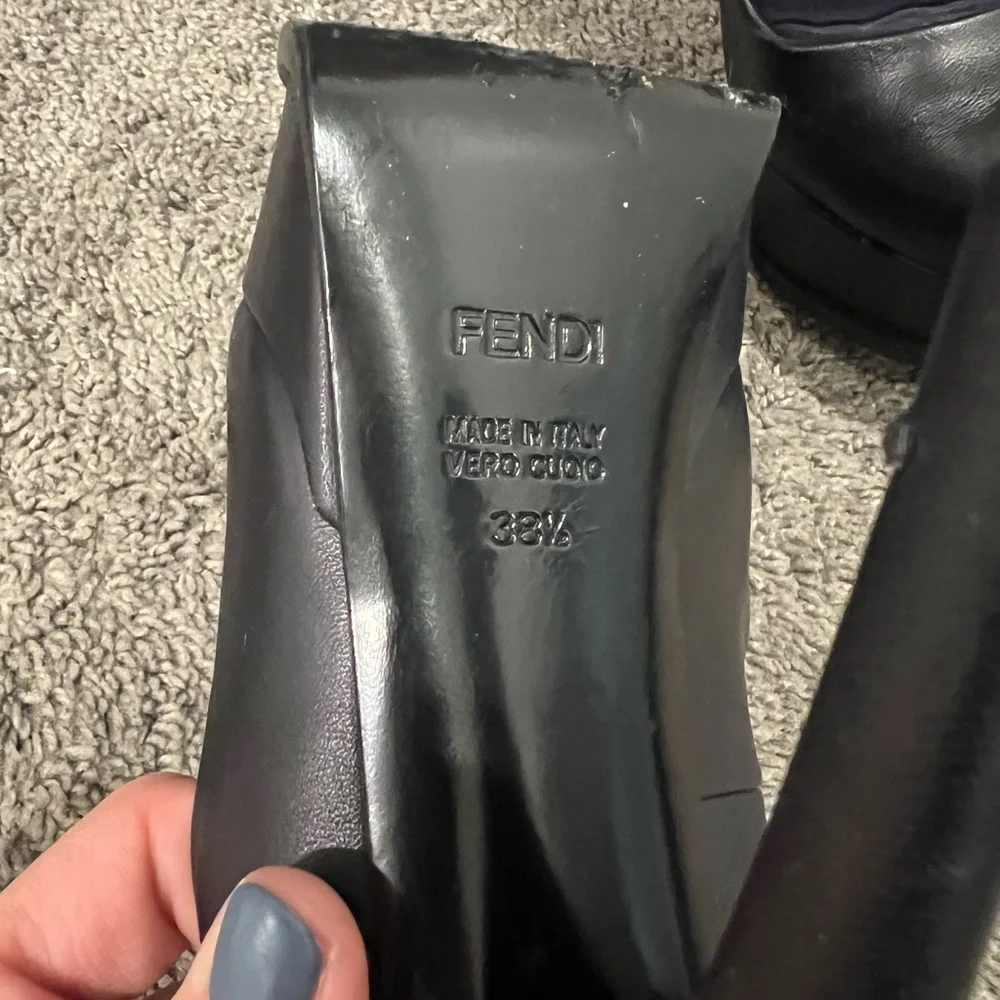 FENDI
MADE IN ITALY
VERO CUOIO
38½